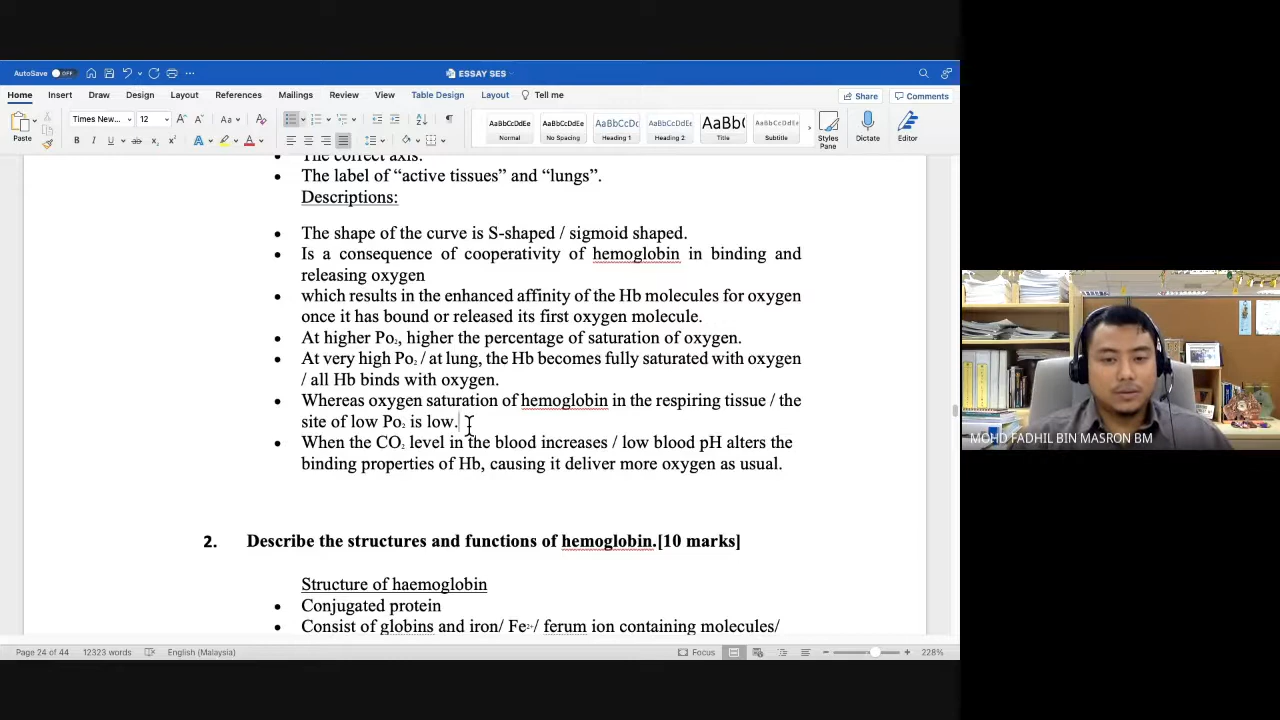 AutoSave OFF
ESSAY SES
Home Insert Draw Design Layout References Mailings Review View Table Design Layout Tell me
Share Comments
Paste
Times New... 12
AaBbCcDdEe AaBbCcDdEe AaBbCcDc AaBbCcDdEe AaBb( AaBbCcDdEe
Normal No Spacing Heading 1 Heading 2 Title Subtitle
Styles Pane
Dictate
Editor
• The correct axis.
• The label of “active tissues” and “lungs”.
Descriptions:
• The shape of the curve is S-shaped / sigmoid shaped.
• Is a consequence of cooperativity of hemoglobin in binding and
releasing oxygen
• which results in the enhanced affinity of the Hb molecules for oxygen
once it has bound or released its first oxygen molecule.
• At higher Po₂, higher the percentage of saturation of oxygen.
• At very high Po₂ / at lung, the Hb becomes fully saturated with oxygen
/ all Hb binds with oxygen.
• Whereas oxygen saturation of hemoglobin in the respiring tissue / the
site of low Po₂ is low.
• When the CO₂ level in the blood increases / low blood pH alters the
binding properties of Hb, causing it deliver more oxygen as usual.
2. Describe the structures and functions of hemoglobin.[10 marks]
Structure of haemoglobin
• Conjugated protein
• Consist of globins and iron/ Fe²⁺/ ferum ion containing molecules/
Page 24 of 44 12323 words English (Malaysia) Focus 228%
MOHD FADHIL BIN MASRON BM